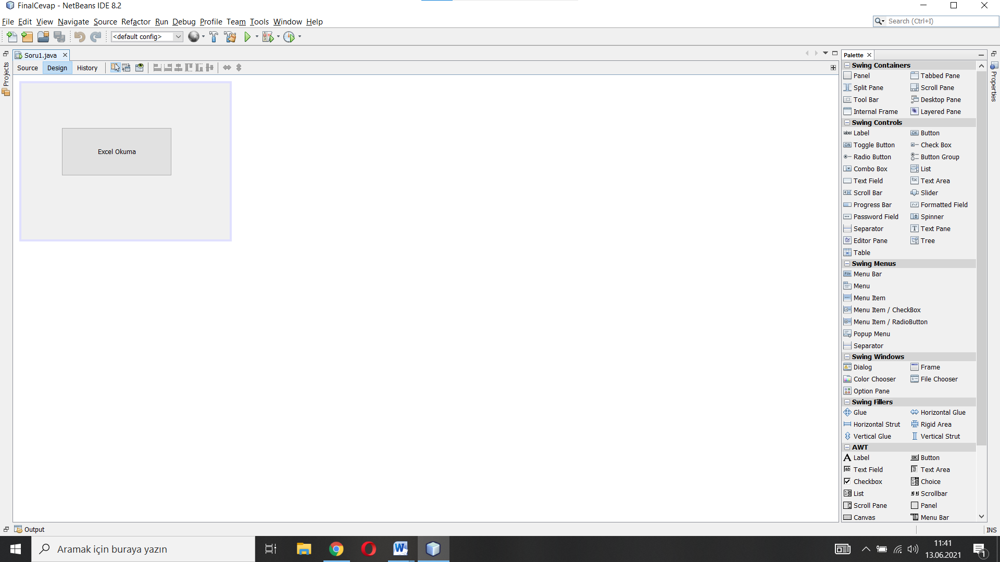 FinalCevap - NetBeans IDE 8.2
File Edit View Navigate Source Refactor Run Debug Profile Team Tools Window Help
Search (Ctrl+I)
<default config>
Projects
Soru1.java
Source Design History
Excel Okuma
Palette
Swing Containers
Panel Tabbed Pane
Split Pane Scroll Pane
Tool Bar Desktop Pane
Internal Frame Layered Pane
Swing Controls
label Label OK Button
ON Toggle Button Check Box
Radio Button Button Group
Combo Box List
Text Field Text Area
Scroll Bar Slider
Progress Bar Formatted Field
Password Field Spinner
Separator Text Pane
Editor Pane Tree
Table
Swing Menus
File Menu Bar
Menu
Menu Item
Menu Item / CheckBox
Menu Item / RadioButton
Popup Menu
Separator
Swing Windows
Dialog Frame
Color Chooser File Chooser
Option Pane
Swing Fillers
Glue Horizontal Glue
Horizontal Strut Rigid Area
Vertical Glue Vertical Strut
AWT
A Label OK Button
ab Text Field Text Area
Checkbox Choice
List Scrollbar
Scroll Pane Panel
Canvas Menu Bar
Properties
Output
INS
Aramak için buraya yazın
11:41
13.06.2021
1